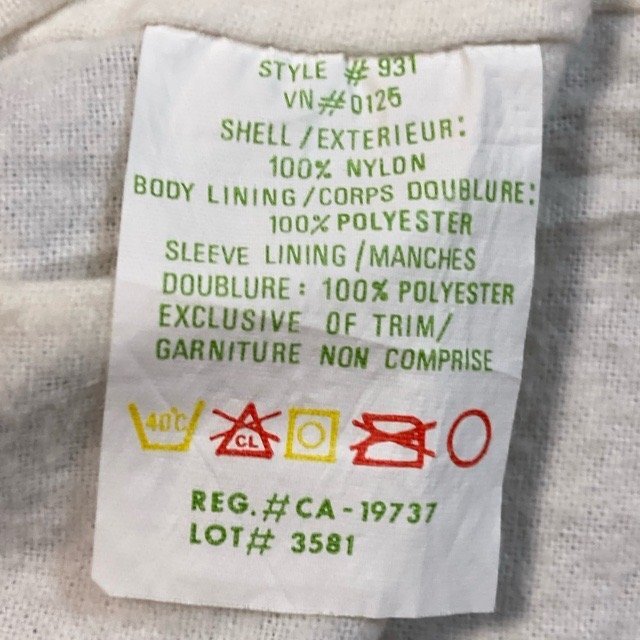 STYLE # 931
VN#0126
SHELL/EXTERIEUR:
100% NYLON
BODY LINING/CORPS DOUBLURE:
100% POLYESTER
SLEEVE LINING/MANCHES
DOUBLURE: 100% POLYESTER
EXCLUSIVE OF TRIM/
GARNITURE NON COMPRISE
40°C CL
REG.#CA-19737
LOT# 3581